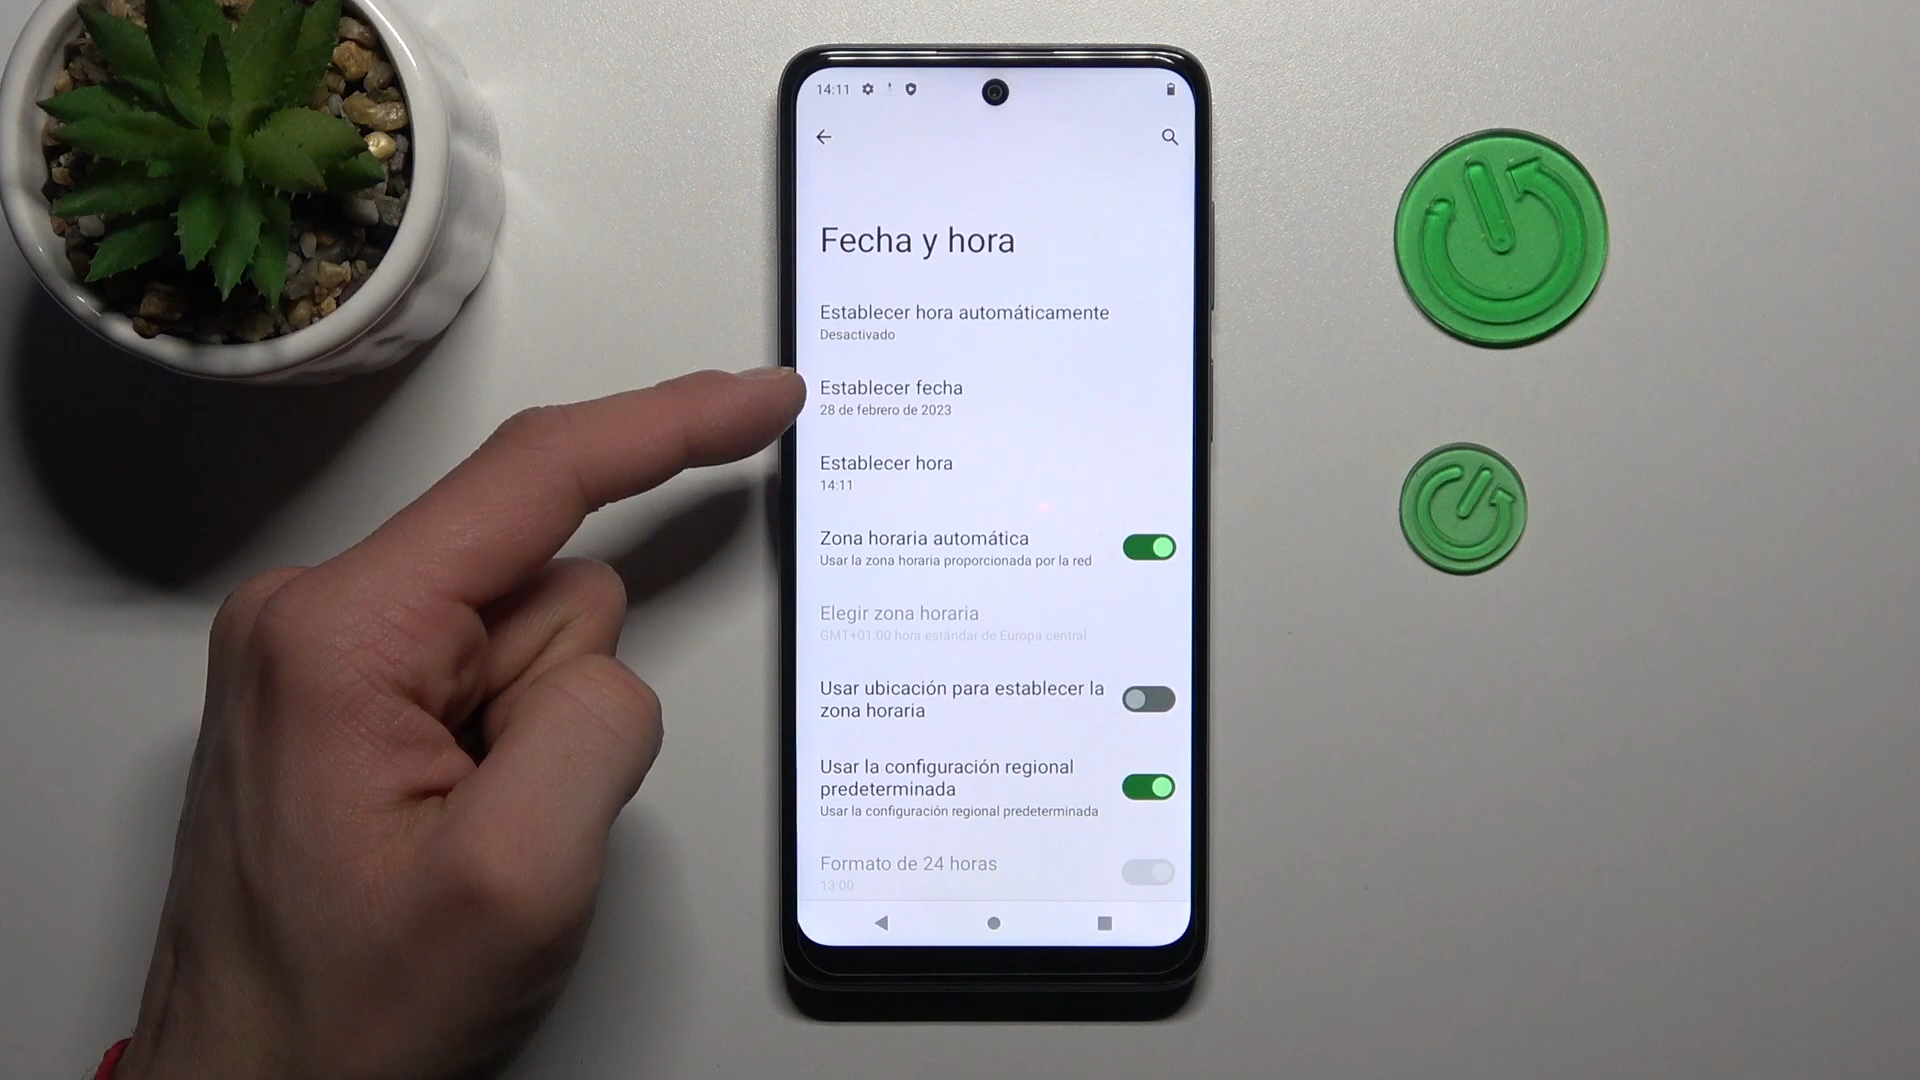 14:11
Fecha y hora
Establecer hora automáticamente
Desactivado
Establecer fecha
28 de febrero de 2023
Establecer hora
14:11
Zona horaria automática
Usar la zona horaria proporcionada por la red
Elegir zona horaria
GMT+01:00 hora estándar de Europa central
Usar ubicación para establecer la
zona horaria
Usar la configuración regional
predeterminada
Usar la configuración regional predeterminada
Formato de 24 horas
13:00